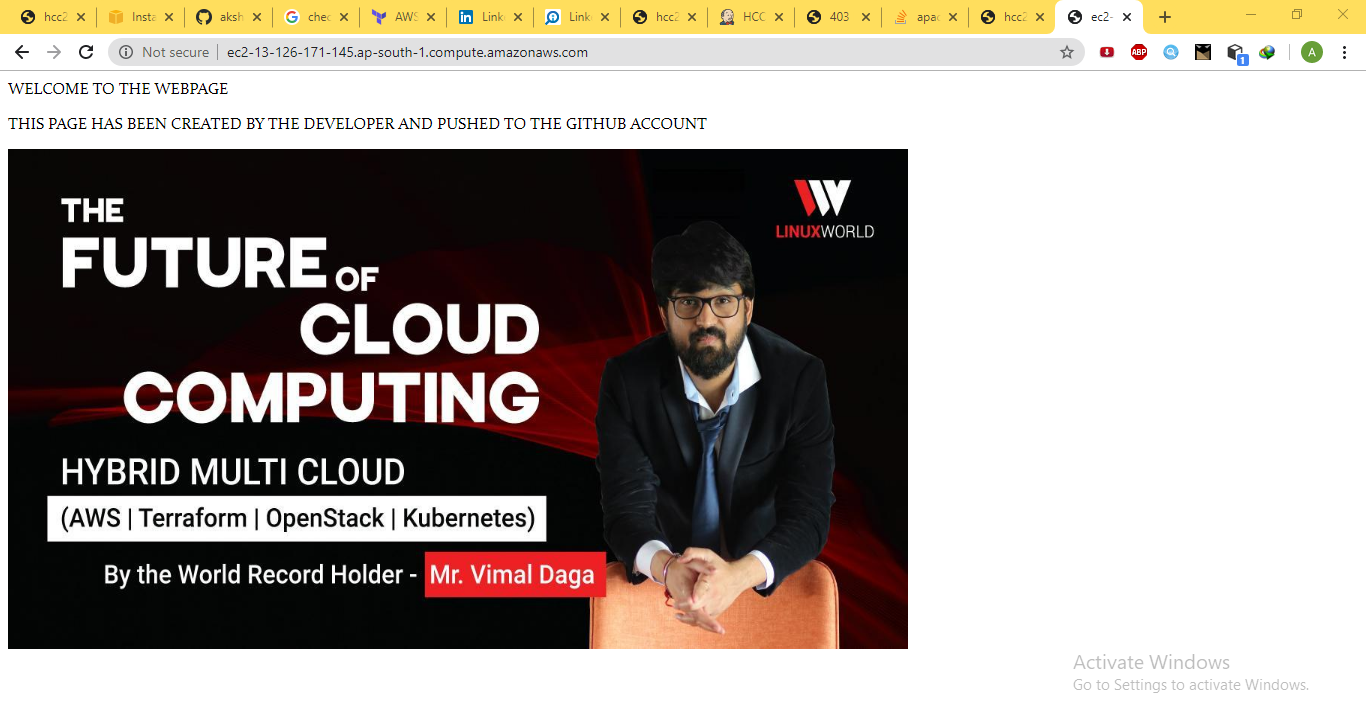 hcc2
Insta
aksh
chec
AWS
Link
Link
hcc2
HCC
403
apac
hcc2
ec2-
Not secure
ec2-13-126-171-145.ap-south-1.compute.amazonaws.com
ABP
1
A
WELCOME TO THE WEBPAGE
THIS PAGE HAS BEEN CREATED BY THE DEVELOPER AND PUSHED TO THE GITHUB ACCOUNT
LINUXWORLD
THE
FUTURE OF
CLOUD
COMPUTING
HYBRID MULTI CLOUD
(AWS | Terraform | OpenStack | Kubernetes)
By the World Record Holder - Mr. Vimal Daga
Activate Windows
Go to Settings to activate Windows.